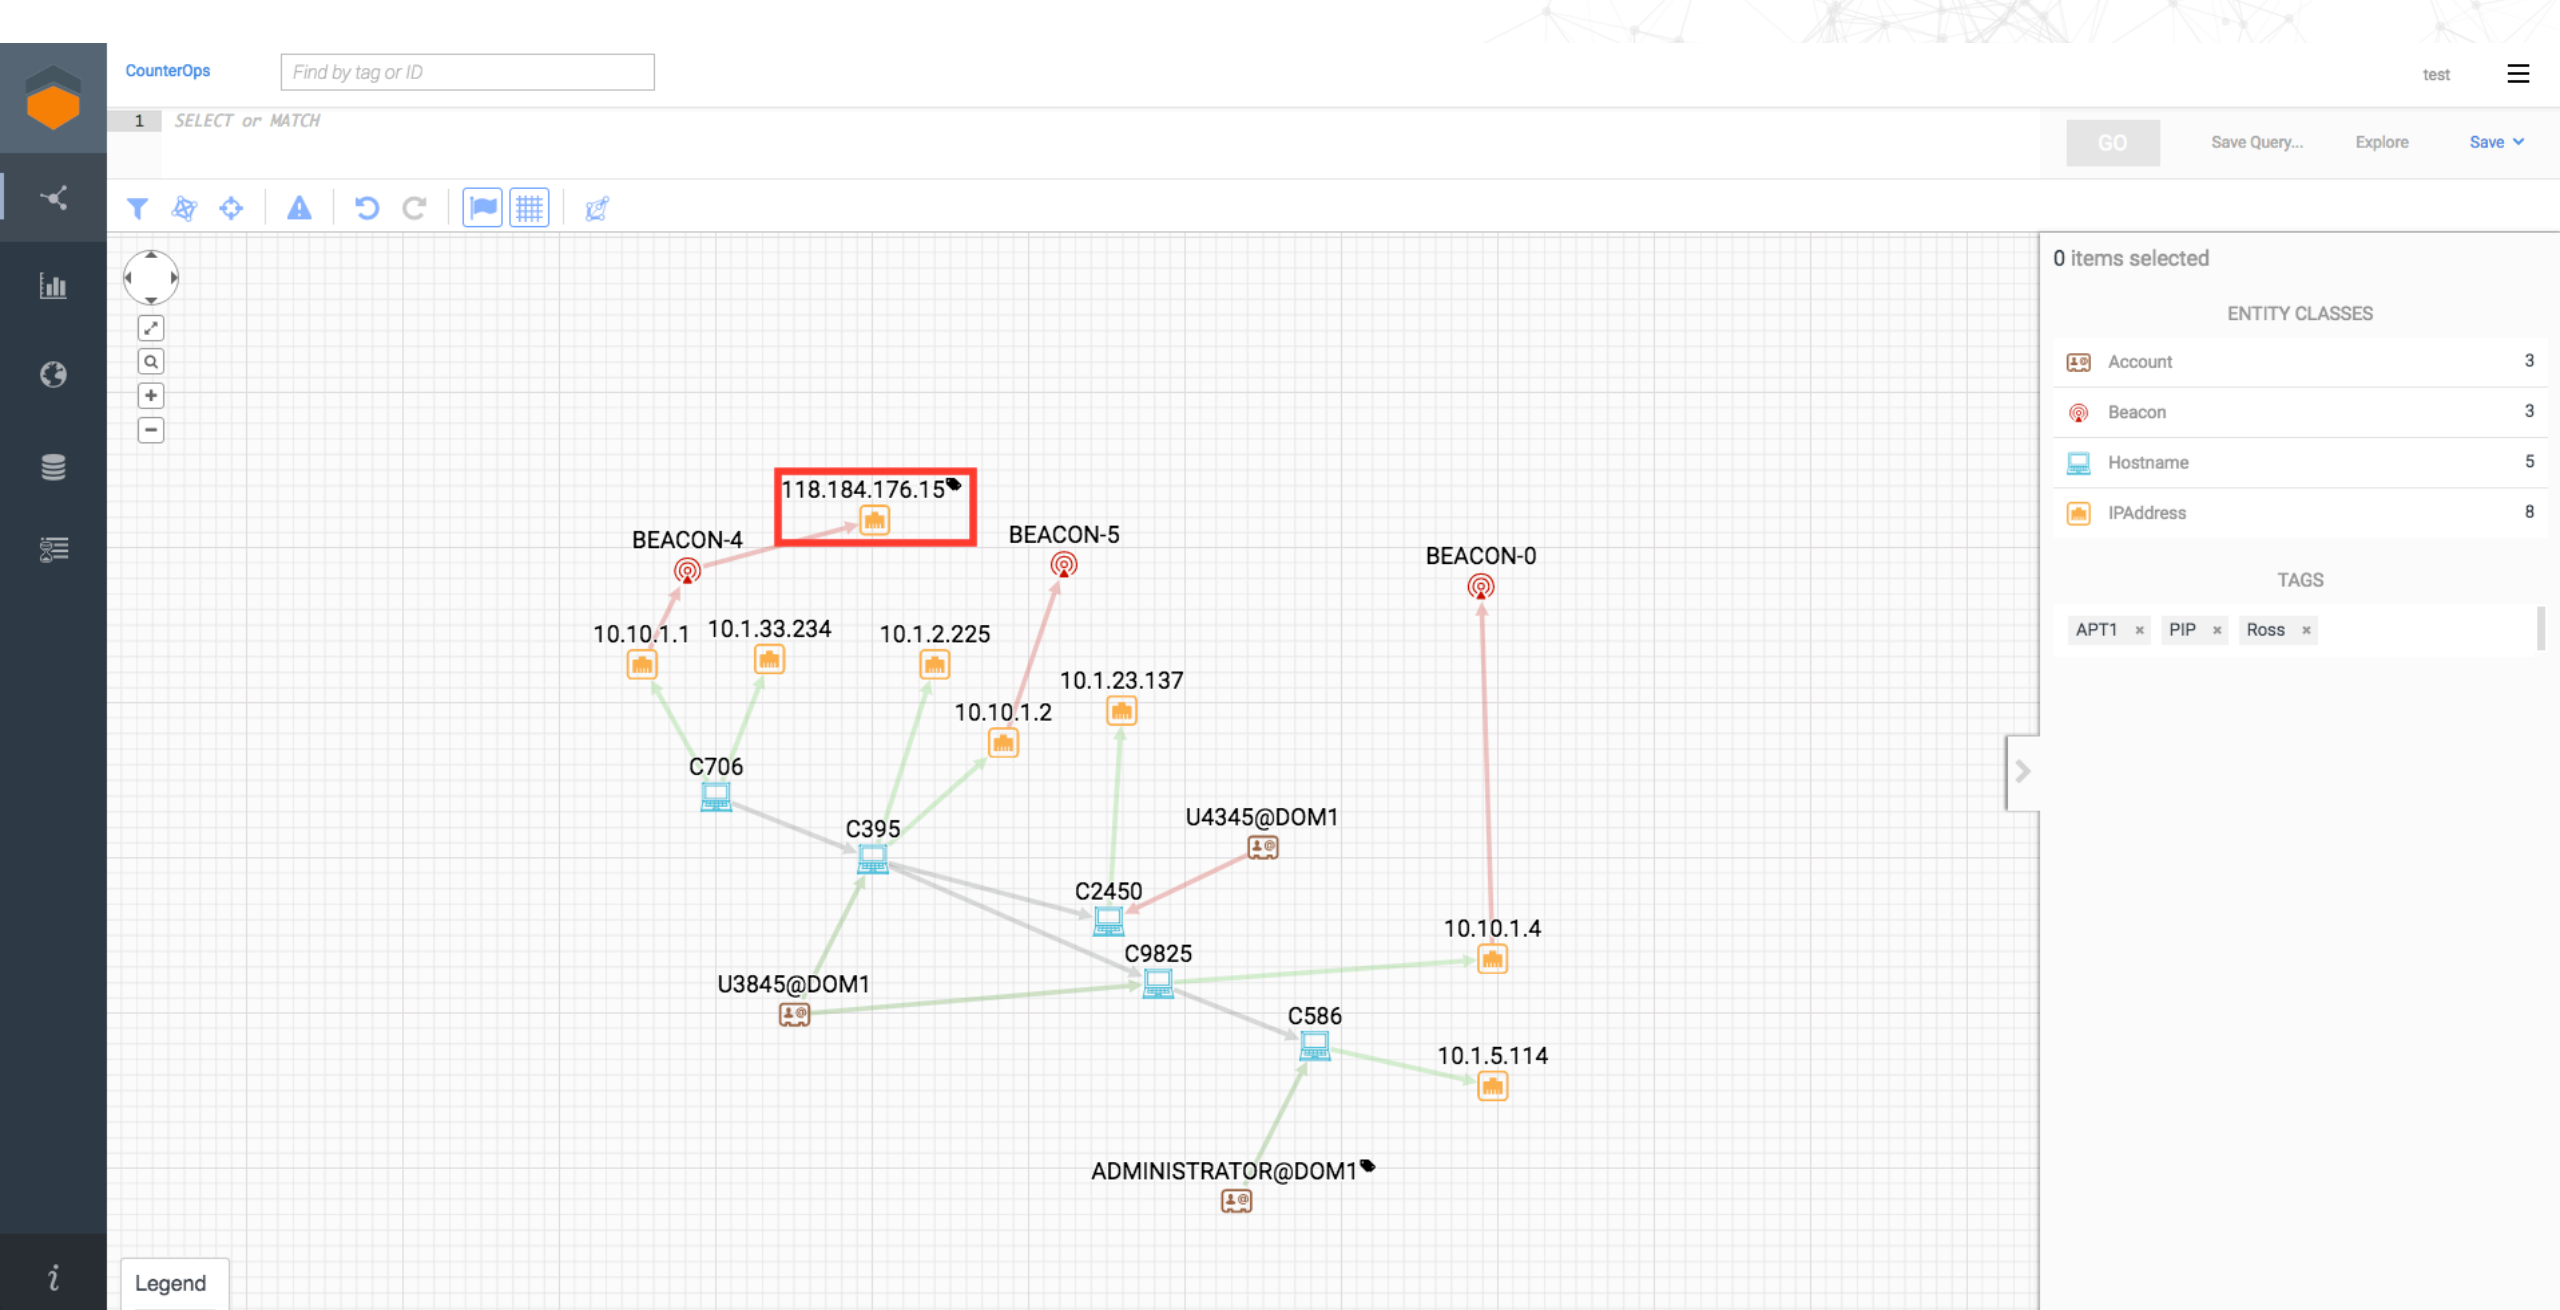 CounterOps
Find by tag or ID
test
1 SELECT or MATCH
GO
Save Query...
Explore
Save
0 items selected
ENTITY CLASSES
Account 3
Beacon 3
Hostname 5
IPAddress 8
TAGS
APT1 × PIP × Ross ×
118.184.176.15
BEACON-4
BEACON-5
BEACON-0
10.10.1.1
10.1.33.234
10.1.2.225
10.1.23.137
10.10.1.2
C706
U4345@DOM1
C395
C2450
10.10.1.4
C9825
U3845@DOM1
C586
10.1.5.114
ADMINISTRATOR@DOM1
i
Legend